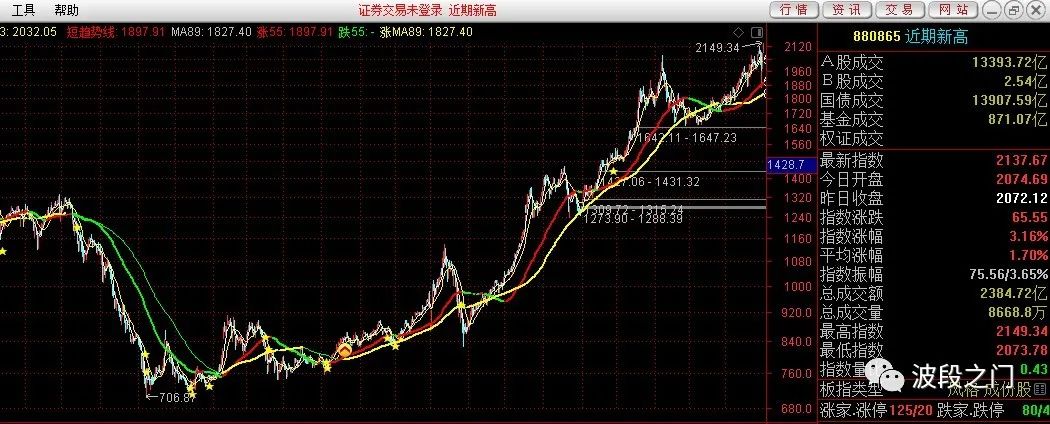 工具 帮助 证券交易未登录 近期新高 行情 资讯 交易 网站
3: 2032.05 短趋势线: 1897.91 MA89: 1827.40 涨55: 1897.91 跌55: - 涨MA89: 1827.40
880865 近期新高
2149.34
2120
1960
1880
1800
1720
1640
1560
1428.7
1400
1320
1240
1160
1080
1000
920.0
840.0
760.0
680.0
1647.23
1427.06 - 1431.32
1309.72 - 1315.24
1273.90 - 1288.39
706.87
A股成交 13393.72亿
B股成交 2.54亿
国债成交 13907.59亿
基金成交 871.07亿
权证成交
最新指数 2137.67
今日开盘 2074.69
昨日收盘 2072.12
指数涨跌 65.55
指数涨幅 3.16%
平均涨幅 1.70%
指数振幅 75.56/3.65%
总成交额 2384.72亿
总成交量 8668.8万
最高指数 2149.34
最低指数 2073.78
指数量 0.43
板指类型 风格 成份股
涨家.涨停 125/20 跌家.跌停 80/4
波段之门